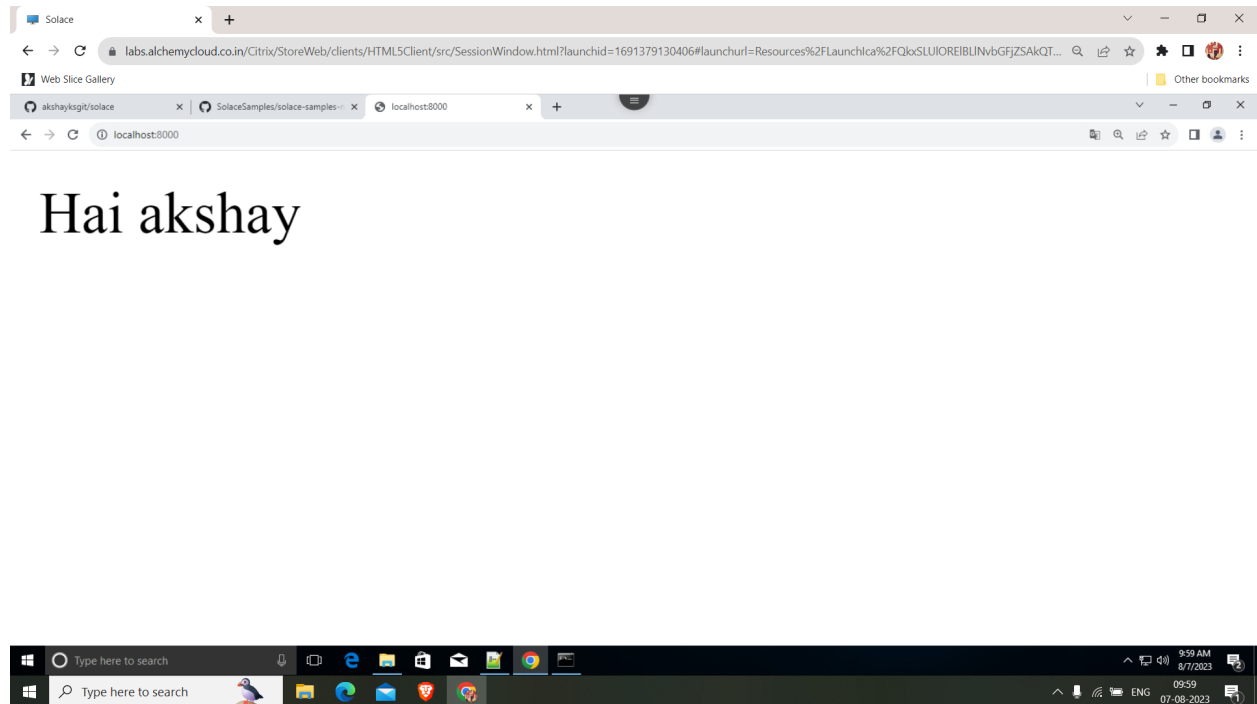 Solace
labs.alchemycloud.co.in/Citrix/StoreWeb/clients/HTML5Client/src/SessionWindow.html?launchid=1691379130406#launchurl=Resources%2FLaunchIca%2FQkxSLUlORElBLlNvbGFjZSAkQT...
Web Slice Gallery
Other bookmarks
akshayksgit/solace
SolaceSamples/solace-samples-
localhost:8000
localhost:8000
Hai akshay
Type here to search
9:59 AM
8/7/2023
2
Type here to search
ENG
09:59
07-08-2023
1